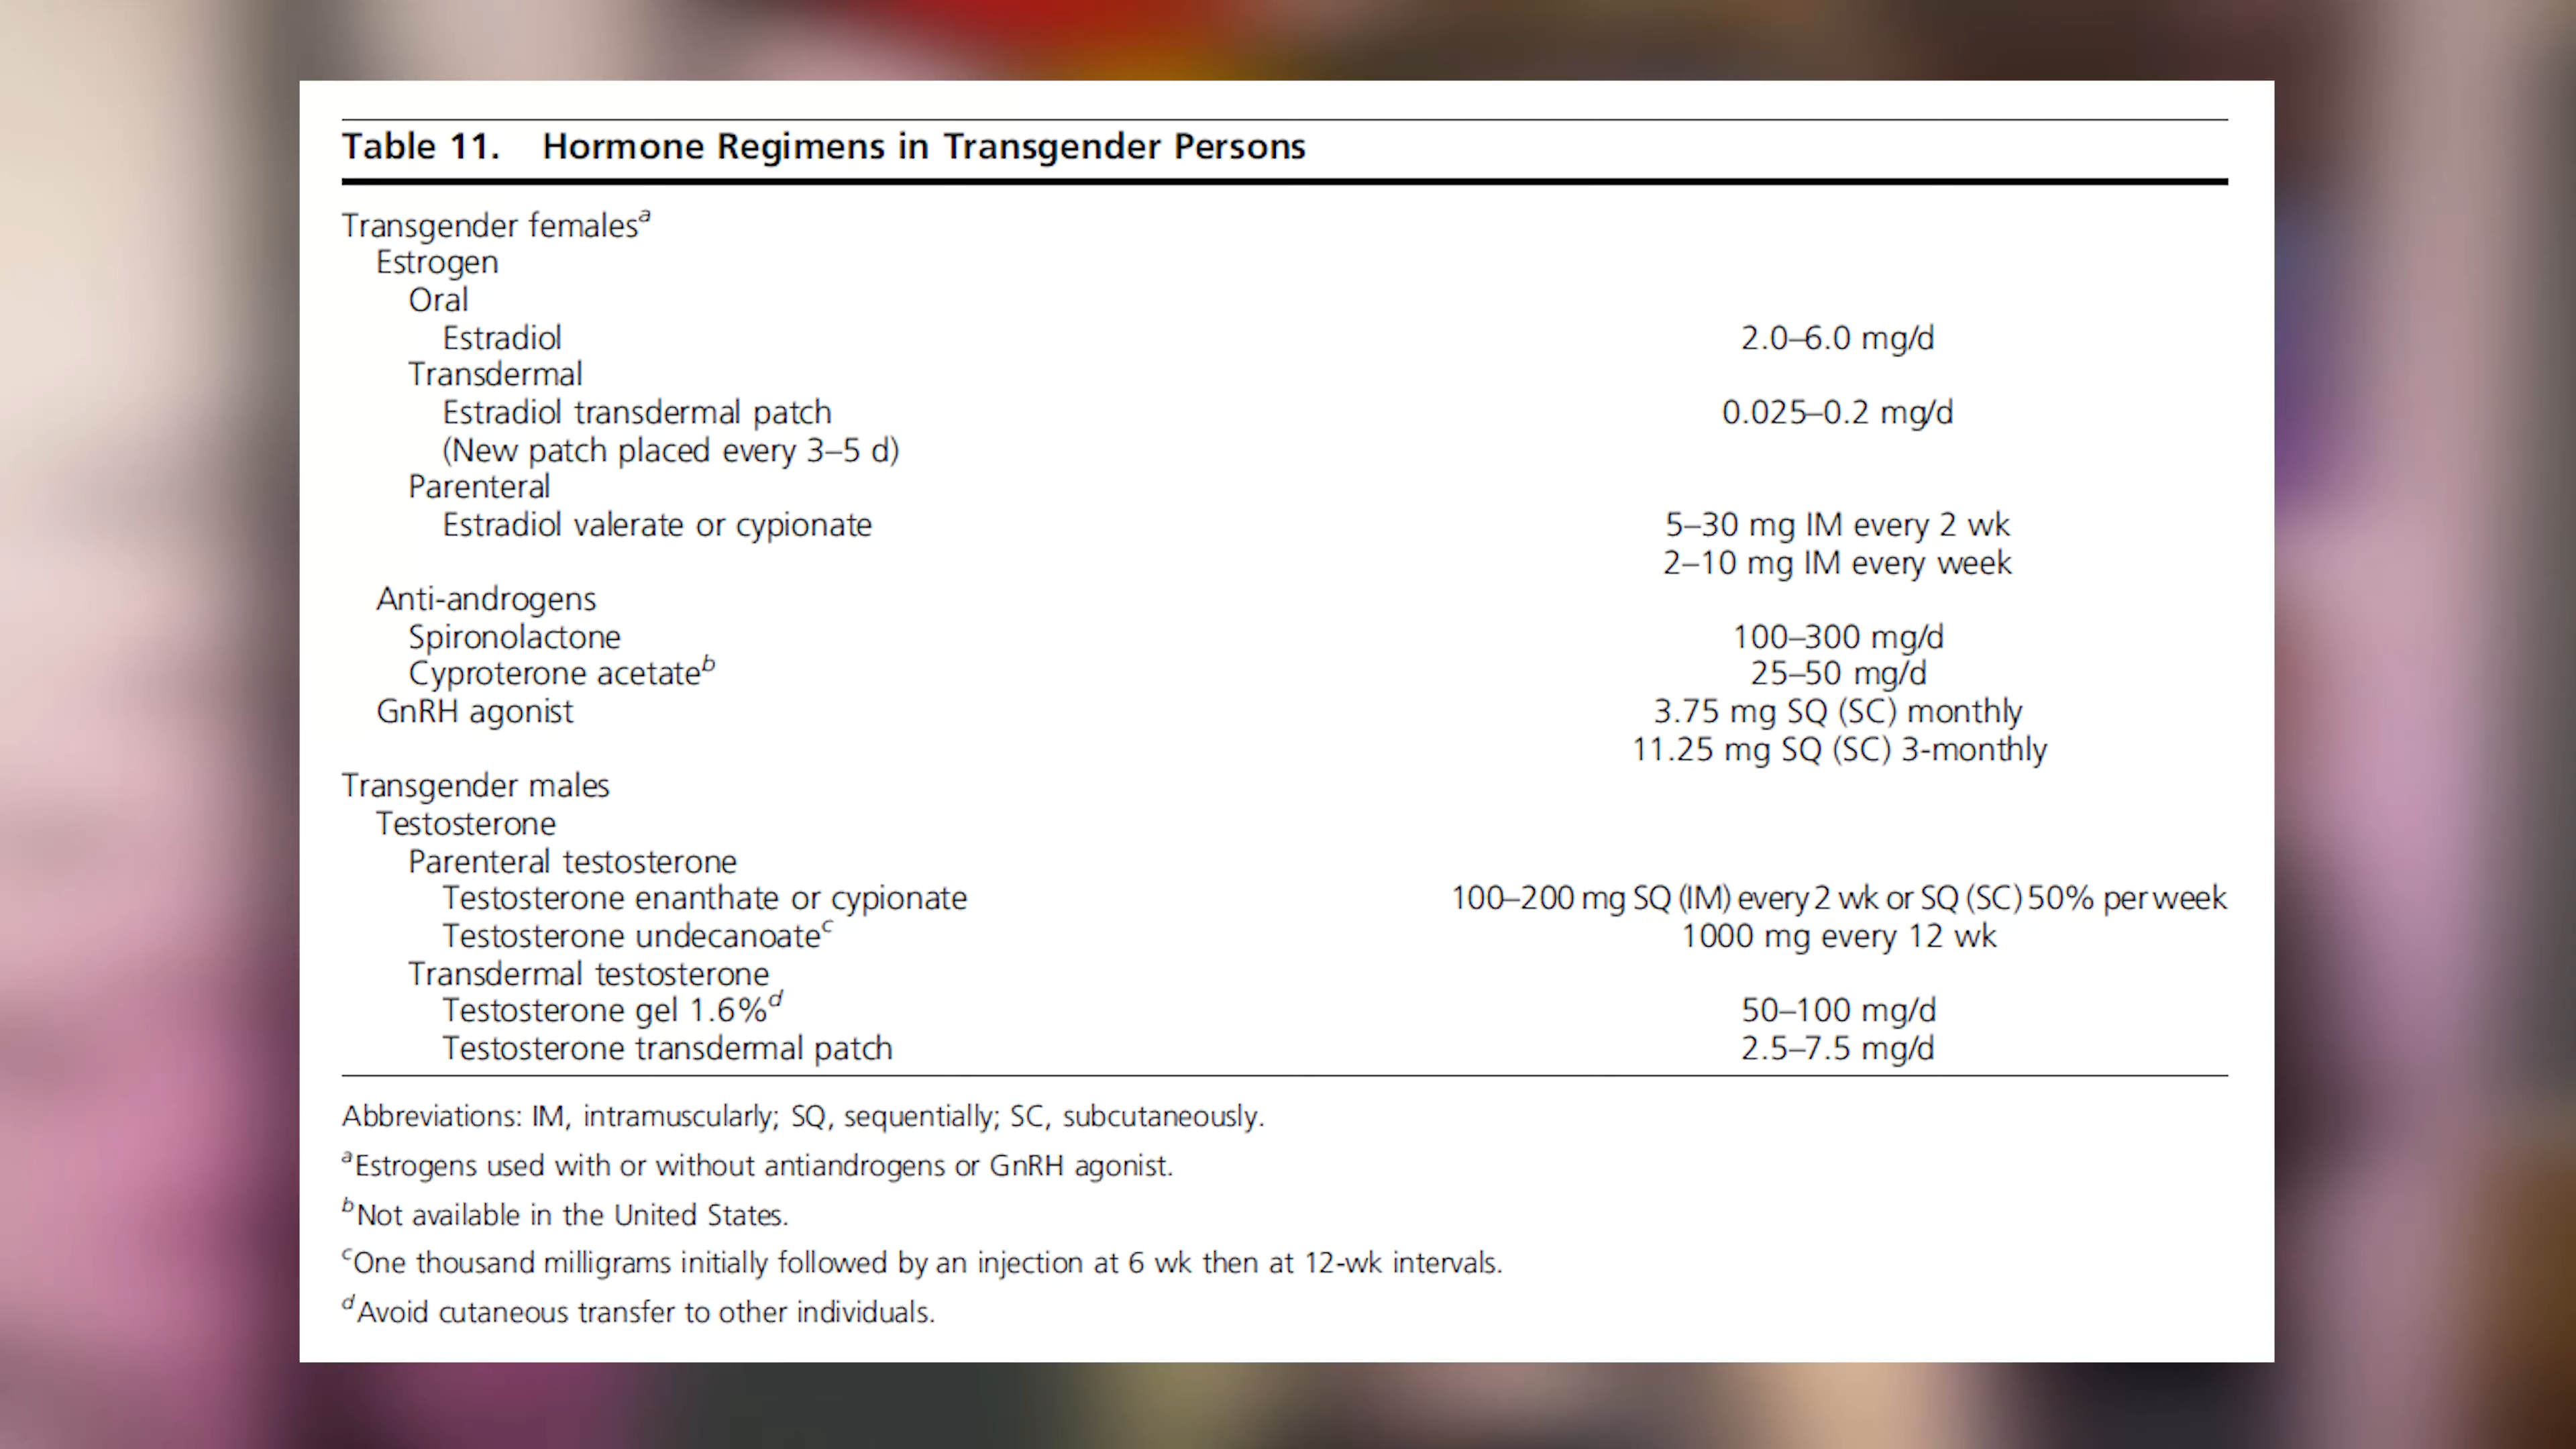 Table 11. Hormone Regimens in Transgender Persons
Transgender femalesᵃ
Estrogen
Oral
Estradiol 2.0–6.0 mg/d
Transdermal
Estradiol transdermal patch 0.025–0.2 mg/d
(New patch placed every 3–5 d)
Parenteral
Estradiol valerate or cypionate 5–30 mg IM every 2 wk
2–10 mg IM every week
Anti-androgens
Spironolactone 100–300 mg/d
Cyproterone acetateᵇ 25–50 mg/d
GnRH agonist 3.75 mg SQ (SC) monthly
11.25 mg SQ (SC) 3-monthly
Transgender males
Testosterone
Parenteral testosterone
Testosterone enanthate or cypionate 100–200 mg SQ (IM) every 2 wk or SQ (SC) 50% per week
Testosterone undecanoateᶜ 1000 mg every 12 wk
Transdermal testosterone
Testosterone gel 1.6%ᵈ 50–100 mg/d
Testosterone transdermal patch 2.5–7.5 mg/d
Abbreviations: IM, intramuscularly; SQ, sequentially; SC, subcutaneously.
ᵃEstrogens used with or without antiandrogens or GnRH agonist.
ᵇNot available in the United States.
ᶜOne thousand milligrams initially followed by an injection at 6 wk then at 12-wk intervals.
ᵈAvoid cutaneous transfer to other individuals.